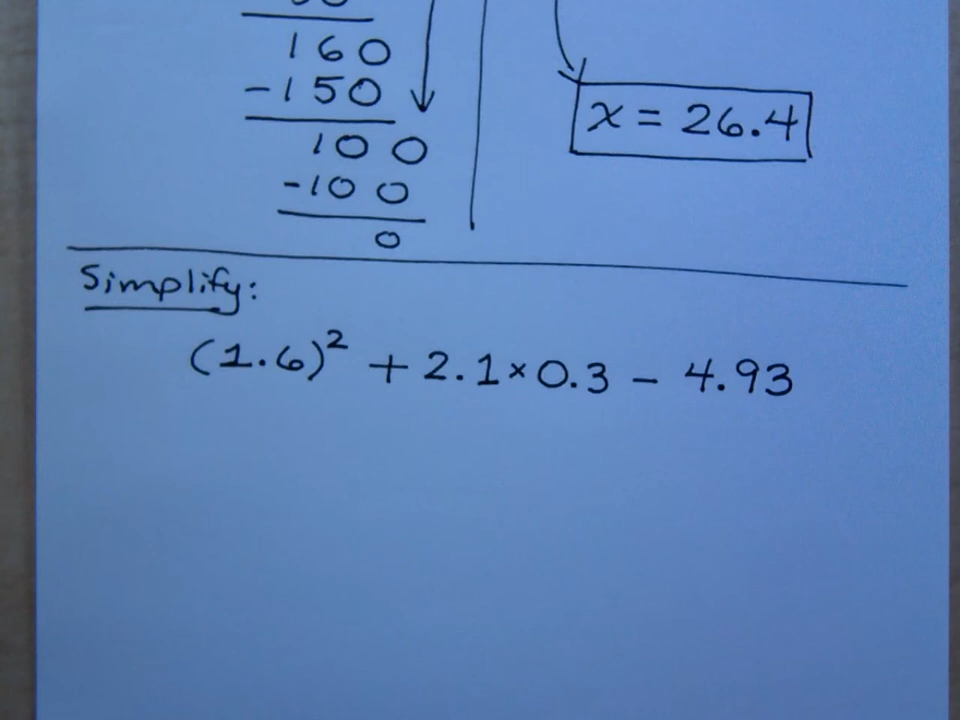 160
-150
100
-100
0
x = 26.4
Simplify:
(1.6)² + 2.1 × 0.3 - 4.93